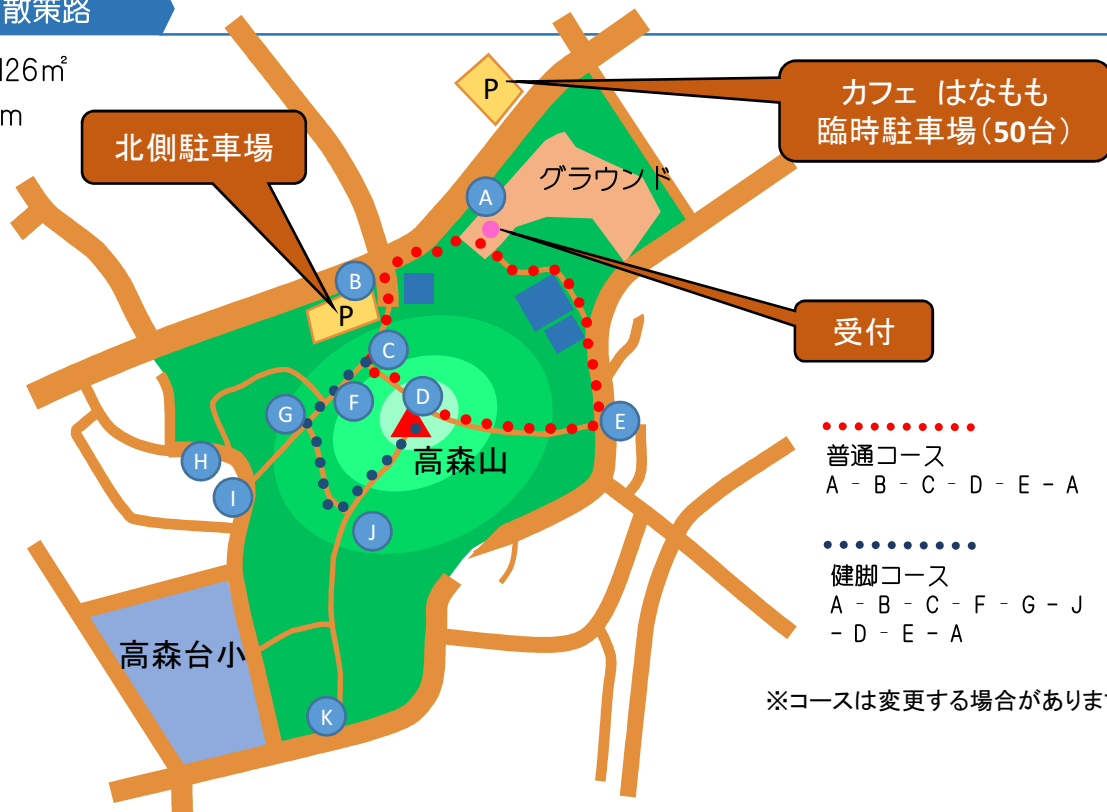 散策路
126㎡
m
P
カフェ はなもも
臨時駐車場(50台)
北側駐車場
グラウンド
A
B
P
受付
C
D
F
G
E
高森山
H
I
J
普通コース
A - B - C - D - E - A
健脚コース
A - B - C - F - G - J
- D - E - A
高森台小
K
※コースは変更する場合がありま